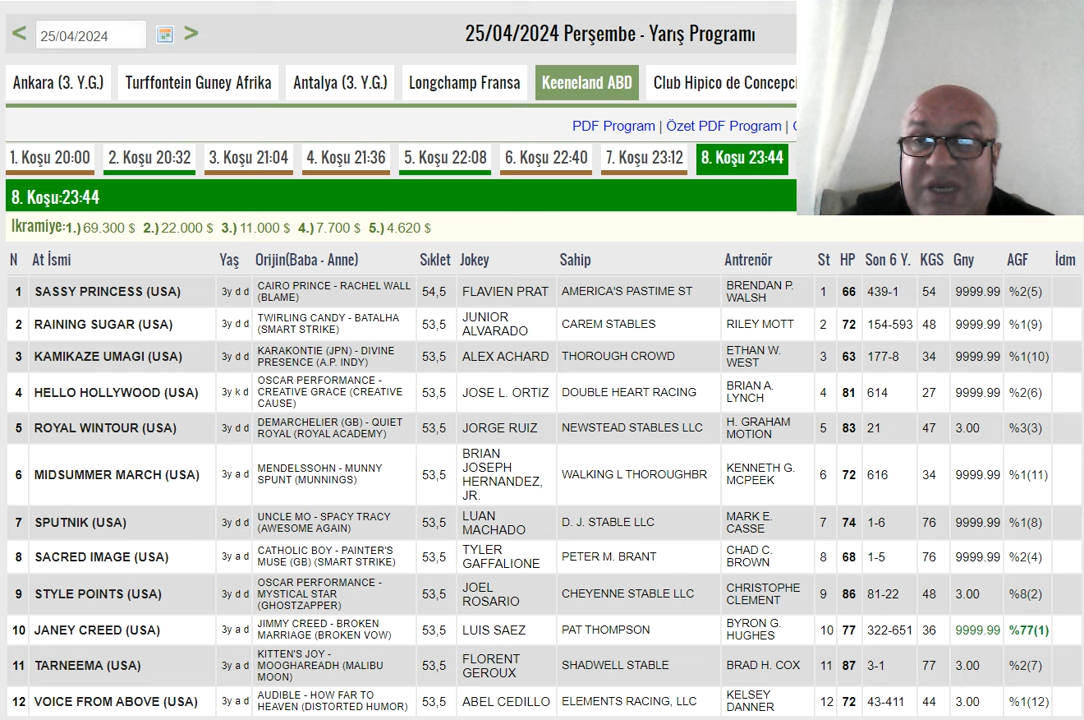 < 25/04/2024 >
25/04/2024 Perşembe - Yarış Programı
Ankara (3. Y.G.) Turffontein Guney Afrika Antalya (3. Y.G.) Longchamp Fransa Keeneland ABD Club Hipico de Concepci
PDF Program | Özet PDF Program |
1. Koşu 20:00 2. Koşu 20:32 3. Koşu 21:04 4. Koşu 21:36 5. Koşu 22:08 6. Koşu 22:40 7. Koşu 23:12 8. Koşu 23:44
8. Koşu:23:44
Ikramiye:1.) 69.300 $ 2.) 22.000 $ 3.) 11.000 $ 4.) 7.700 $ 5.) 4.620 $
N At İsmi Yaş Orijin(Baba - Anne) Sıklet Jokey Sahip Antrenör St HP Son 6 Y. KGS Gny AGF İdm
1 SASSY PRINCESS (USA) 3y d d CAIRO PRINCE - RACHEL WALL (BLAME) 54,5 FLAVIEN PRAT AMERICA'S PASTIME ST BRENDAN P. WALSH 1 66 439-1 54 9999.99 %2(5)
2 RAINING SUGAR (USA) 3y d d TWIRLING CANDY - BATALHA (SMART STRIKE) 53,5 JUNIOR ALVARADO CAREM STABLES RILEY MOTT 2 72 154-593 48 9999.99 %1(9)
3 KAMIKAZE UMAGI (USA) 3y d d KARAKONTIE (JPN) - DIVINE PRESENCE (A.P. INDY) 53,5 ALEX ACHARD THOROUGH CROWD ETHAN W. WEST 3 63 177-8 34 9999.99 %1(10)
4 HELLO HOLLYWOOD (USA) 3y k d OSCAR PERFORMANCE - CREATIVE GRACE (CREATIVE CAUSE) 53,5 JOSE L. ORTIZ DOUBLE HEART RACING BRIAN A. LYNCH 4 81 614 27 9999.99 %2(6)
5 ROYAL WINTOUR (USA) 3y d d DEMARCHELIER (GB) - QUIET ROYAL (ROYAL ACADEMY) 53,5 JORGE RUIZ NEWSTEAD STABLES LLC H. GRAHAM MOTION 5 83 21 47 3.00 %3(3)
6 MIDSUMMER MARCH (USA) 3y a d MENDELSSOHN - MUNNY SPUNT (MUNNINGS) 53,5 BRIAN JOSEPH HERNANDEZ, JR. WALKING L THOROUGHBR KENNETH G. MCPEEK 6 72 616 34 9999.99 %1(11)
7 SPUTNIK (USA) 3y d d UNCLE MO - SPACY TRACY (AWESOME AGAIN) 53,5 LUAN MACHADO D. J. STABLE LLC MARK E. CASSE 7 74 1-6 76 9999.99 %1(8)
8 SACRED IMAGE (USA) 3y a d CATHOLIC BOY - PAINTER'S MUSE (GB) (SMART STRIKE) 53,5 TYLER GAFFALIONE PETER M. BRANT CHAD C. BROWN 8 68 1-5 76 9999.99 %2(4)
9 STYLE POINTS (USA) 3y d d OSCAR PERFORMANCE - MYSTICAL STAR (GHOSTZAPPER) 53,5 JOEL ROSARIO CHEYENNE STABLE LLC CHRISTOPHE CLEMENT 9 86 81-22 48 3.00 %8(2)
10 JANEY CREED (USA) 3y a d JIMMY CREED - BROKEN MARRIAGE (BROKEN VOW) 53,5 LUIS SAEZ PAT THOMPSON BYRON G. HUGHES 10 77 322-651 36 9999.99 %77(1)
11 TARNEEMA (USA) 3y a d KITTEN'S JOY - MOOGHAREADH (MALIBU MOON) 53,5 FLORENT GEROUX SHADWELL STABLE BRAD H. COX 11 87 3-1 77 3.00 %2(7)
12 VOICE FROM ABOVE (USA) 3y a d AUDIBLE - HOW FAR TO HEAVEN (DISTORTED HUMOR) 53,5 ABEL CEDILLO ELEMENTS RACING, LLC KELSEY DANNER 12 72 43-411 44 3.00 %1(12)